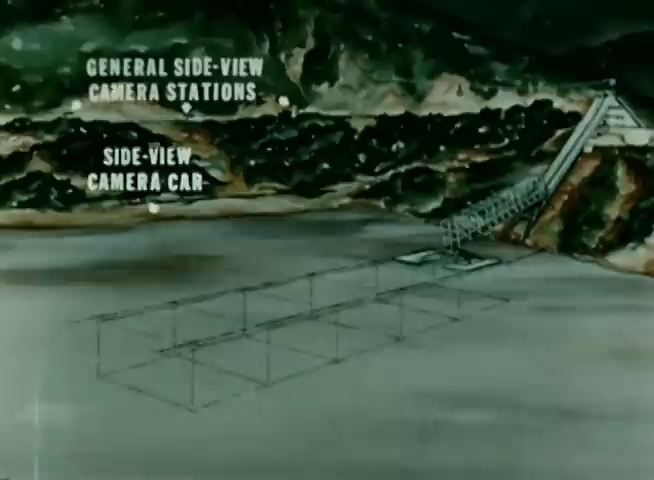 GENERAL SIDE-VIEW
CAMERA STATIONS
SIDE-VIEW
CAMERA CAR